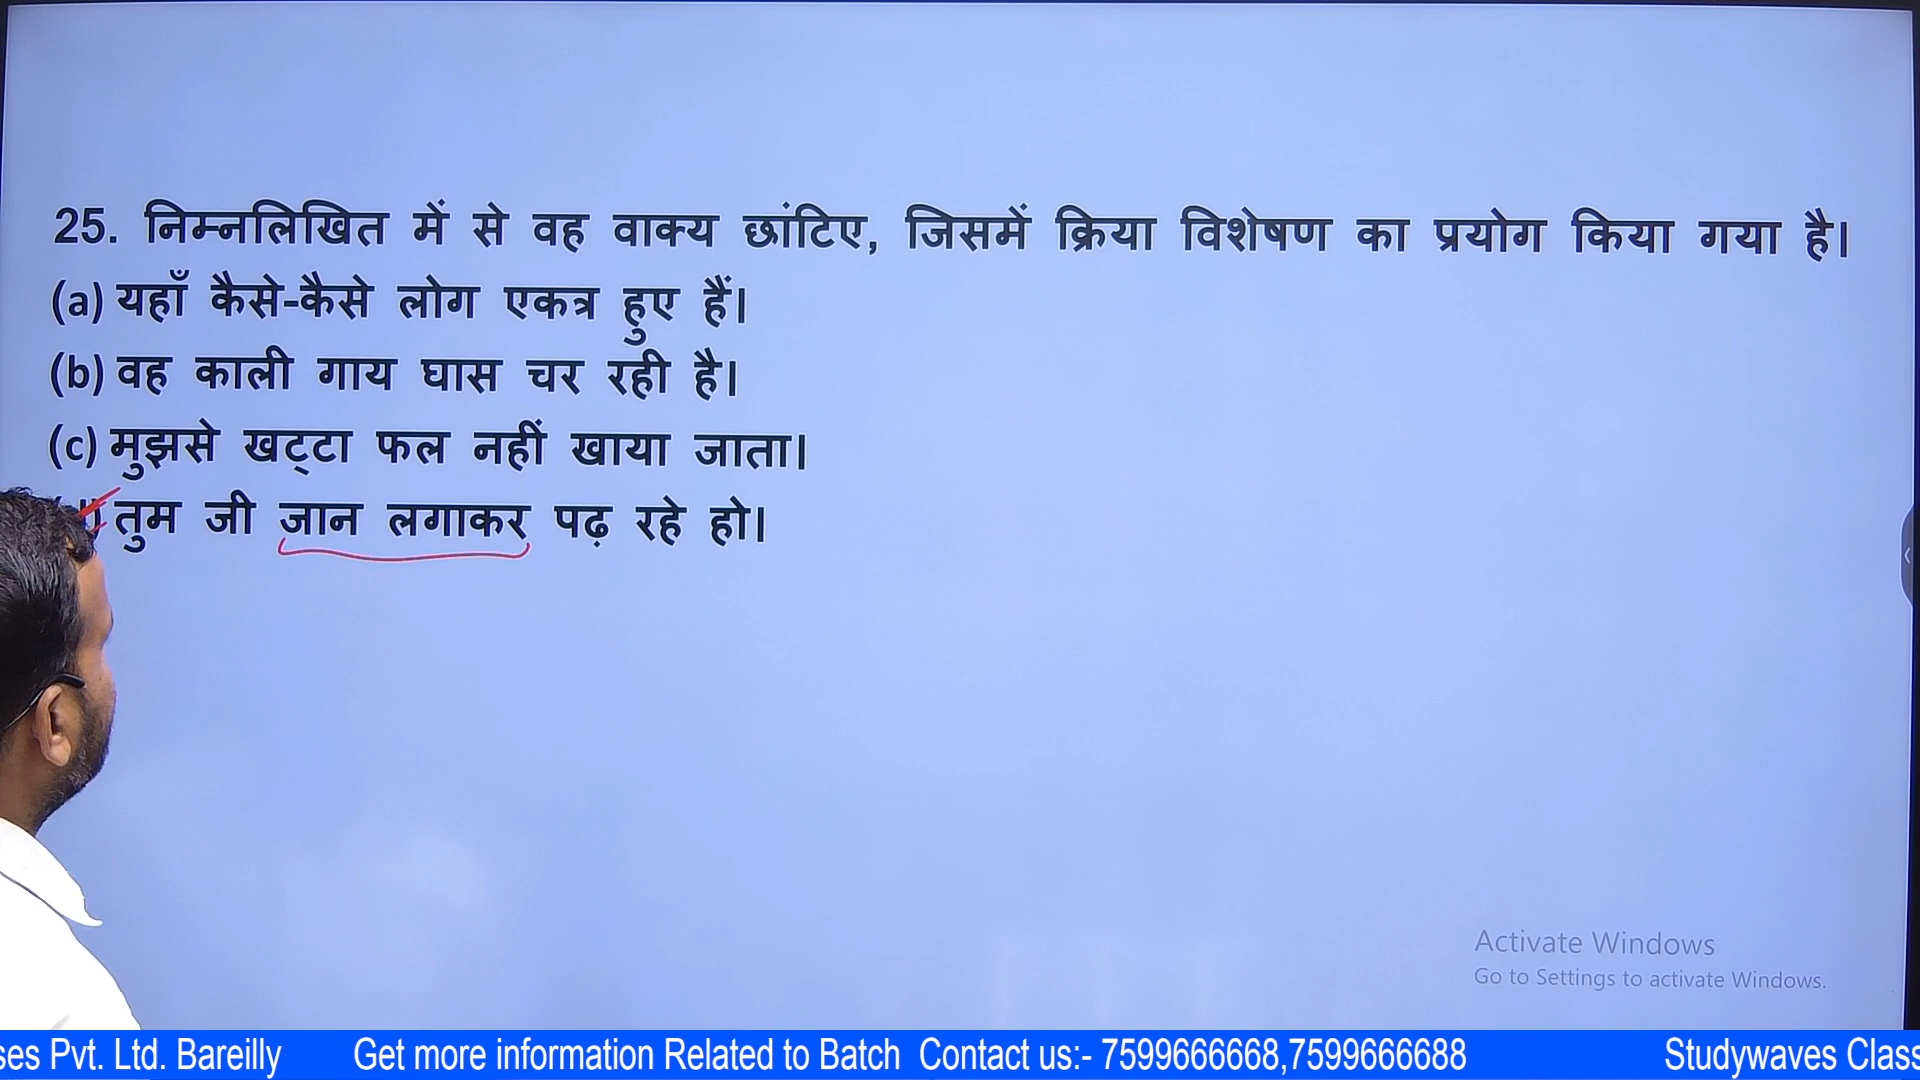 25. निम्नलिखित में से वह वाक्य छांटिए, जिसमें क्रिया विशेषण का प्रयोग किया गया है।
(a) यहाँ कैसे-कैसे लोग एकत्र हुए हैं।
(b) वह काली गाय घास चर रही है।
(c) मुझसे खट्टा फल नहीं खाया जाता।
तुम जी जान लगाकर पढ़ रहे हो।
Activate Windows
Go to Settings to activate Windows.
ses Pvt. Ltd. Bareilly Get more information Related to Batch Contact us:- 7599666668,7599666688 Studywaves Class